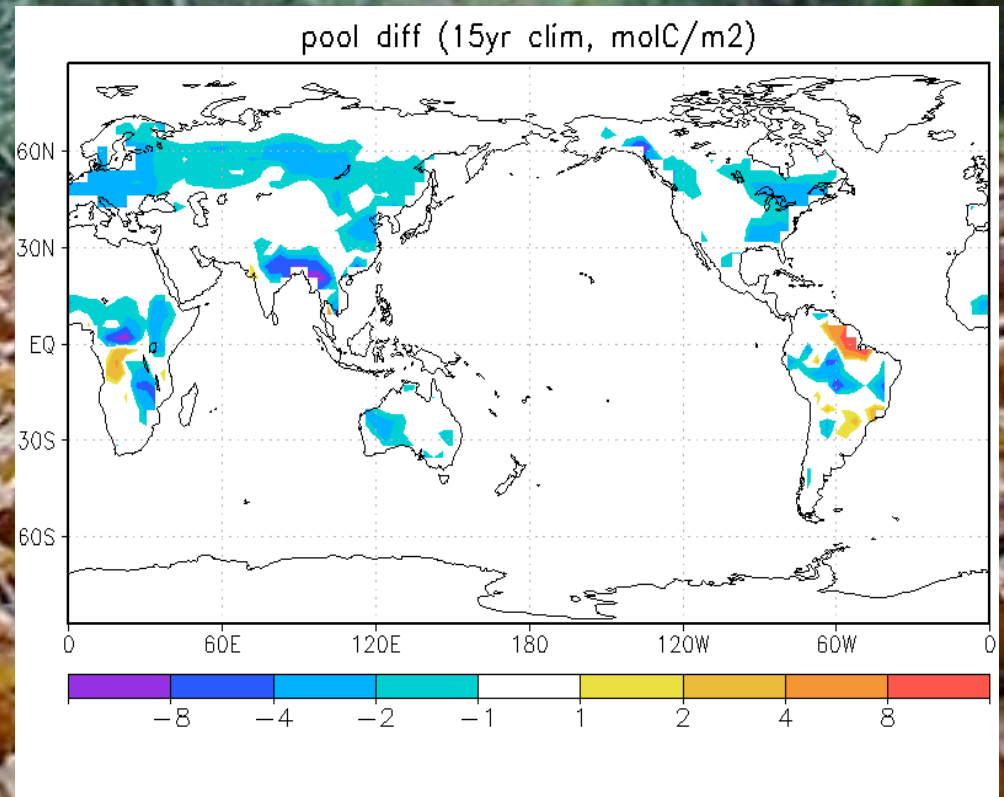 pool diff (15yr clim, molC/m2)
60N
30N
EQ
30S
60S
0 60E 120E 180 120W 60W 0
−8 −4 −2 −1 1 2 4 8